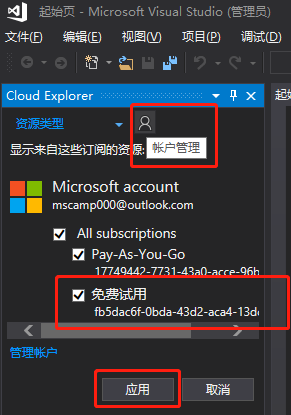 起始页 - Microsoft Visual Studio (管理员)
文件(F) 编辑(E) 视图(V) 项目(P) 调试(D)
Cloud Explorer
资源类型
显示来自这些订阅的资源:
帐户管理
Microsoft account
mscamp000@outlook.com
All subscriptions
Pay-As-You-Go
17749442-7731-43a0-acce-96b
免费试用
fb5dac6f-0bda-43d2-aca4-13d
管理帐户
应用 取消